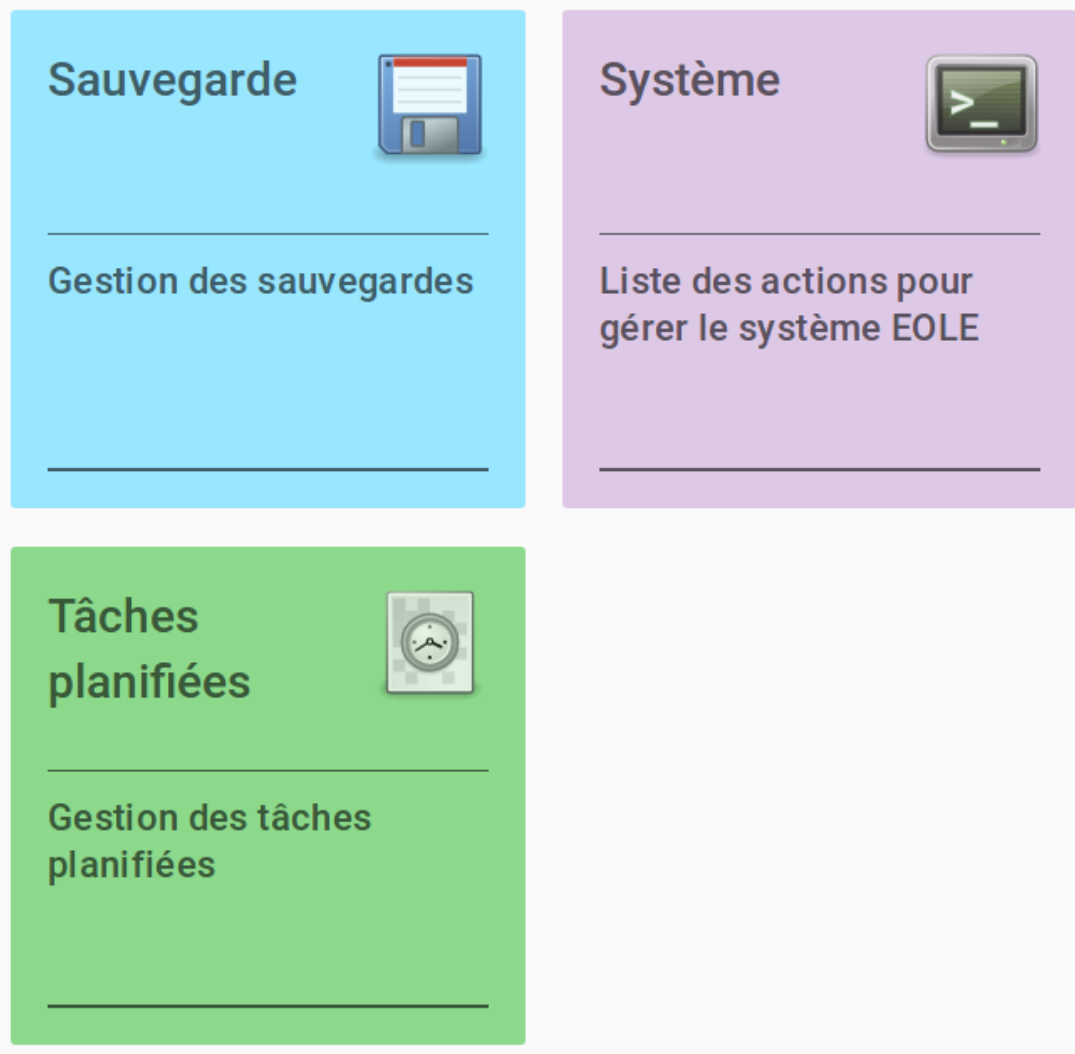 Sauvegarde
Gestion des sauvegardes
Système
>_
Liste des actions pour
gérer le système EOLE
Tâches
planifiées
Gestion des tâches
planifiées